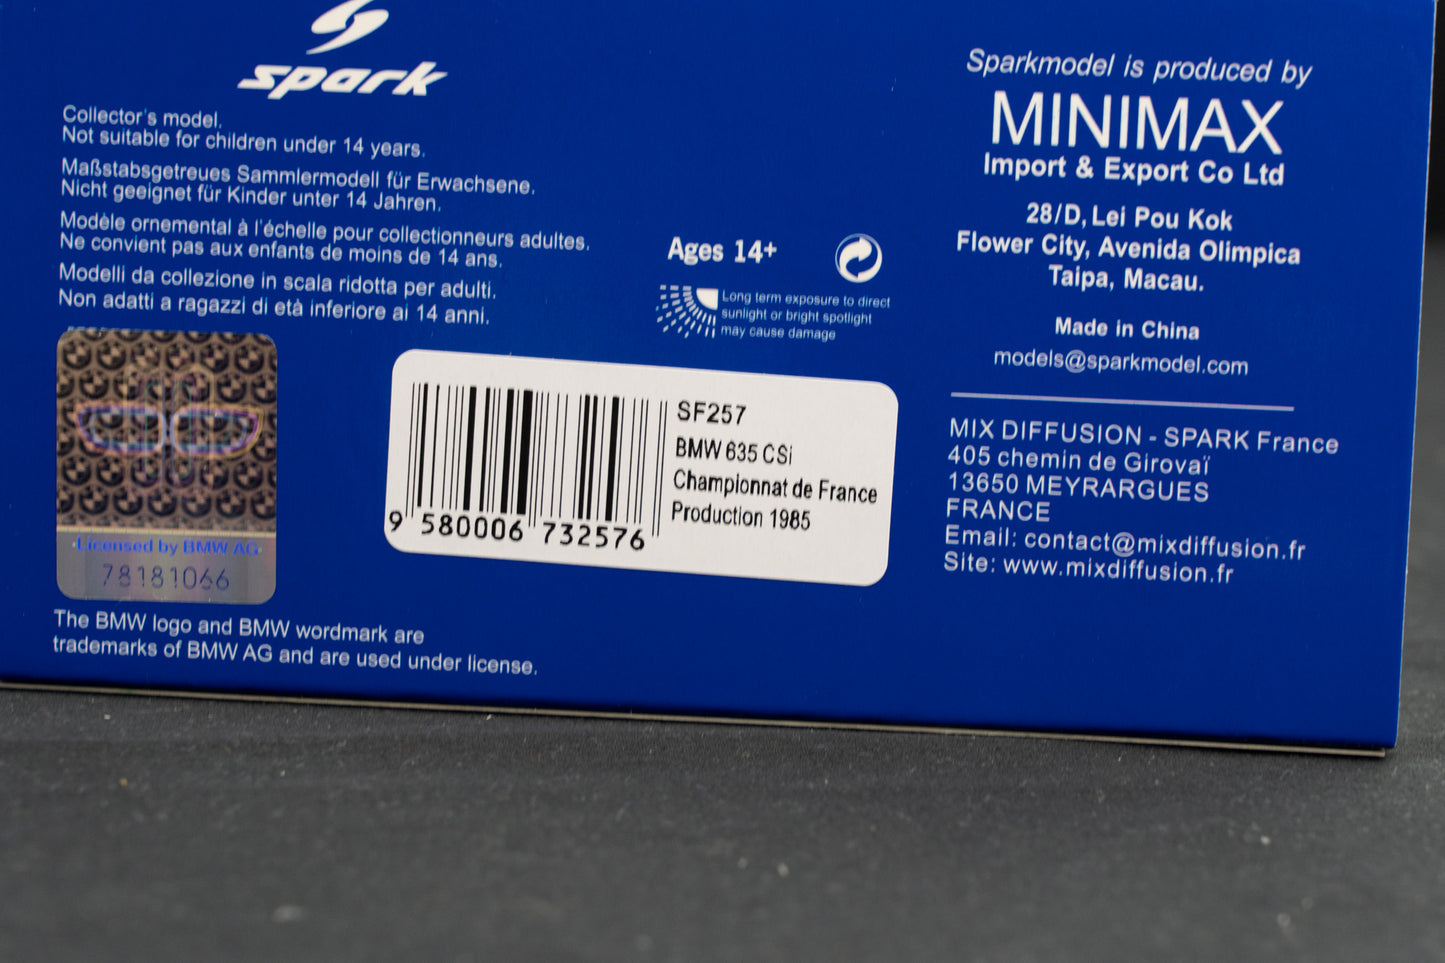 spark
Collector's model.
Not suitable for children under 14 years.
Maßstabsgetreues Sammlermodell für Erwachsene.
Nicht geeignet für Kinder unter 14 Jahren.
Modèle ornemental à l'échelle pour collectionneurs adultes.
Ne convient pas aux enfants de moins de 14 ans.
Modelli da collezione in scala ridotta per adulti.
Non adatti a ragazzi di età inferiore ai 14 anni.
Licensed by BMW AG
78181066
The BMW logo and BMW wordmark are
trademarks of BMW AG and are used under license.
Ages 14+
Long term exposure to direct
sunlight or bright spotlight
may cause damage
9 580006 732576
SF257
BMW 635 CSi
Championnat de France
Production 1985
Sparkmodel is produced by
MINIMAX
Import & Export Co Ltd
28/D, Lei Pou Kok
Flower City, Avenida Olimpica
Taipa, Macau.
Made in China
models@sparkmodel.com
MIX DIFFUSION - SPARK France
405 chemin de Girovaï
13650 MEYRARGUES
FRANCE
Email: contact@mixdiffusion.fr
Site: www.mixdiffusion.fr